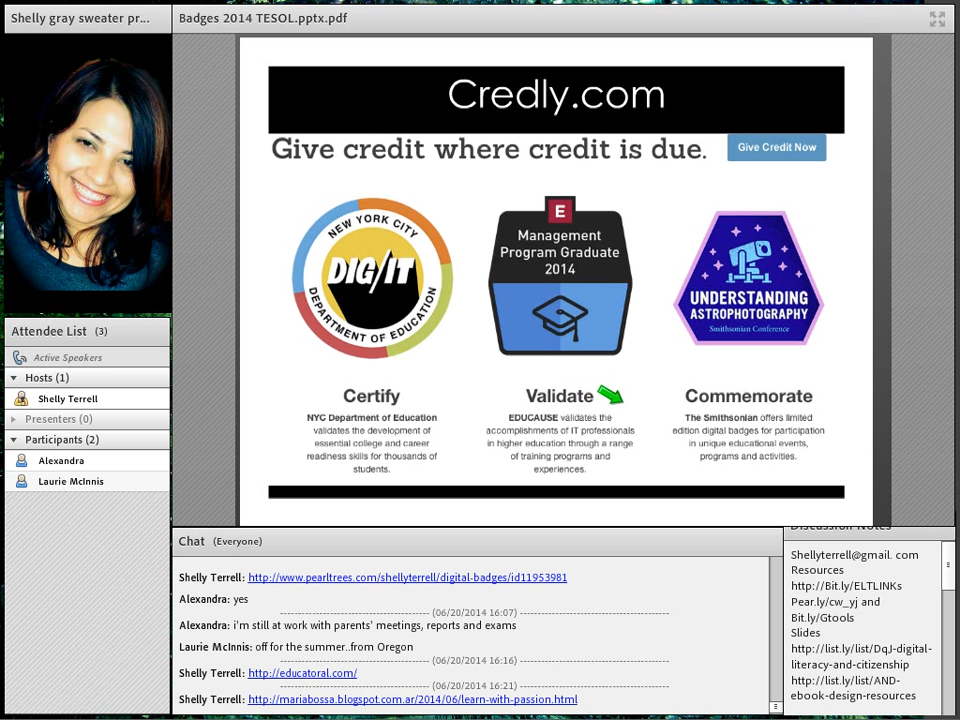 Shelly gray sweater pr...
Badges 2014 TESOL.pptx.pdf
Credly.com
Give credit where credit is due.
Give Credit Now
NEW YORK CITY
DIG/IT
DEPARTMENT OF EDUCATION
E
Management
Program Graduate
2014
UNDERSTANDING
ASTROPHOTOGRAPHY
Smithsonian Conference
Certify
NYC Department of Education
validates the development of
essential college and career
readiness skills for thousands of
students.
Validate
EDUCAUSE validates the
accomplishments of IT professionals
in higher education through a range
of training programs and
experiences.
Commemorate
The Smithsonian offers limited
edition digital badges for participation
in unique educational events,
programs and activities.
Attendee List (3)
Active Speakers
Hosts (1)
Shelly Terrell
Presenters (0)
Participants (2)
Alexandra
Laurie McInnis
Chat (Everyone)
Shelly Terrell: http://www.pearltrees.com/shellyterrell/digital-badges/id11953981
Alexandra: yes
(06/20/2014 16:07)
Alexandra: i'm still at work with parents' meetings, reports and exams
Laurie McInnis: off for the summer..from Oregon
(06/20/2014 16:16)
Shelly Terrell: http://educatoral.com/
(06/20/2014 16:21)
Shelly Terrell: http://mariabossa.blogspot.com.ar/2014/06/learn-with-passion.html
Discussion Notes
Shellyterrell@gmail. com
Resources
http://Bit.ly/ELTLINKs
Pear.ly/cw_yj and
Bit.ly/Gtools
Slides
http://list.ly/list/DqJ-digital-
literacy-and-citizenship
http://list.ly/list/AND-
ebook-design-resources